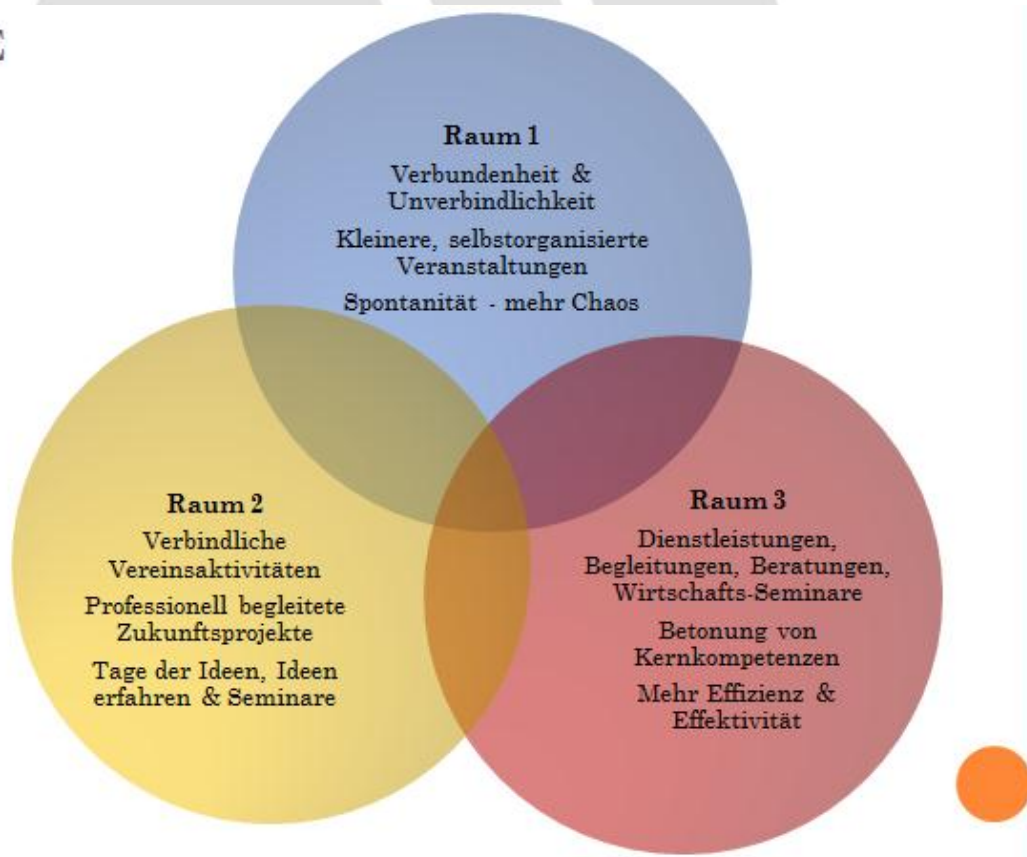 E
Raum 1
Verbundenheit &
Unverbindlichkeit
Kleinere, selbstorganisierte
Veranstaltungen
Spontanität - mehr Chaos
Raum 2
Verbindliche
Vereinsaktivitäten
Professionell begleitete
Zukunftsprojekte
Tage der Ideen, Ideen
erfahren & Seminare
Raum 3
Dienstleistungen,
Begleitungen, Beratungen,
Wirtschafts-Seminare
Betonung von
Kernkompetenzen
Mehr Effizienz &
Effektivität